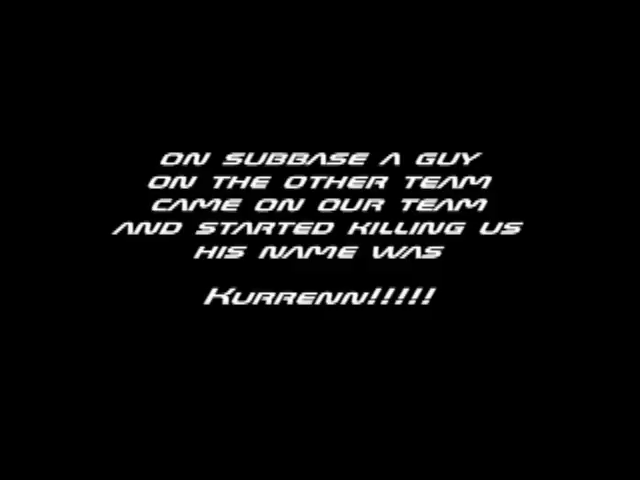 ON SUBBASE A GUY
ON THE OTHER TEAM
CAME ON OUR TEAM
AND STARTED KILLING US
HIS NAME WAS
KURRENN!!!!!